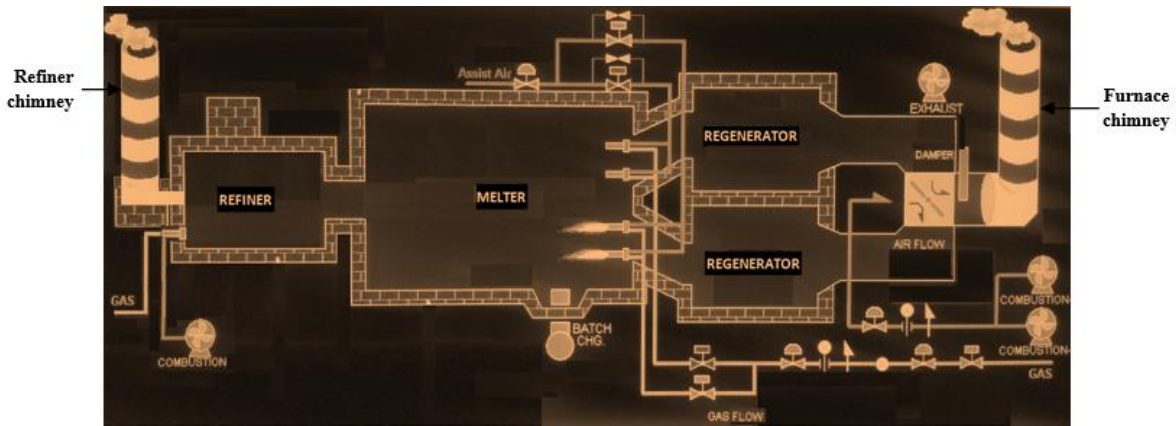 Refiner
chimney
Furnace
chimney
Assist Air
EXHAUST
REGENERATOR
DAMPER
REFINER
MELTER
AIR FLOW
REGENERATOR
GAS
COMBUSTION
BATCH
CHG.
COMBUSTION
COMBUSTION
GAS
GAS FLOW